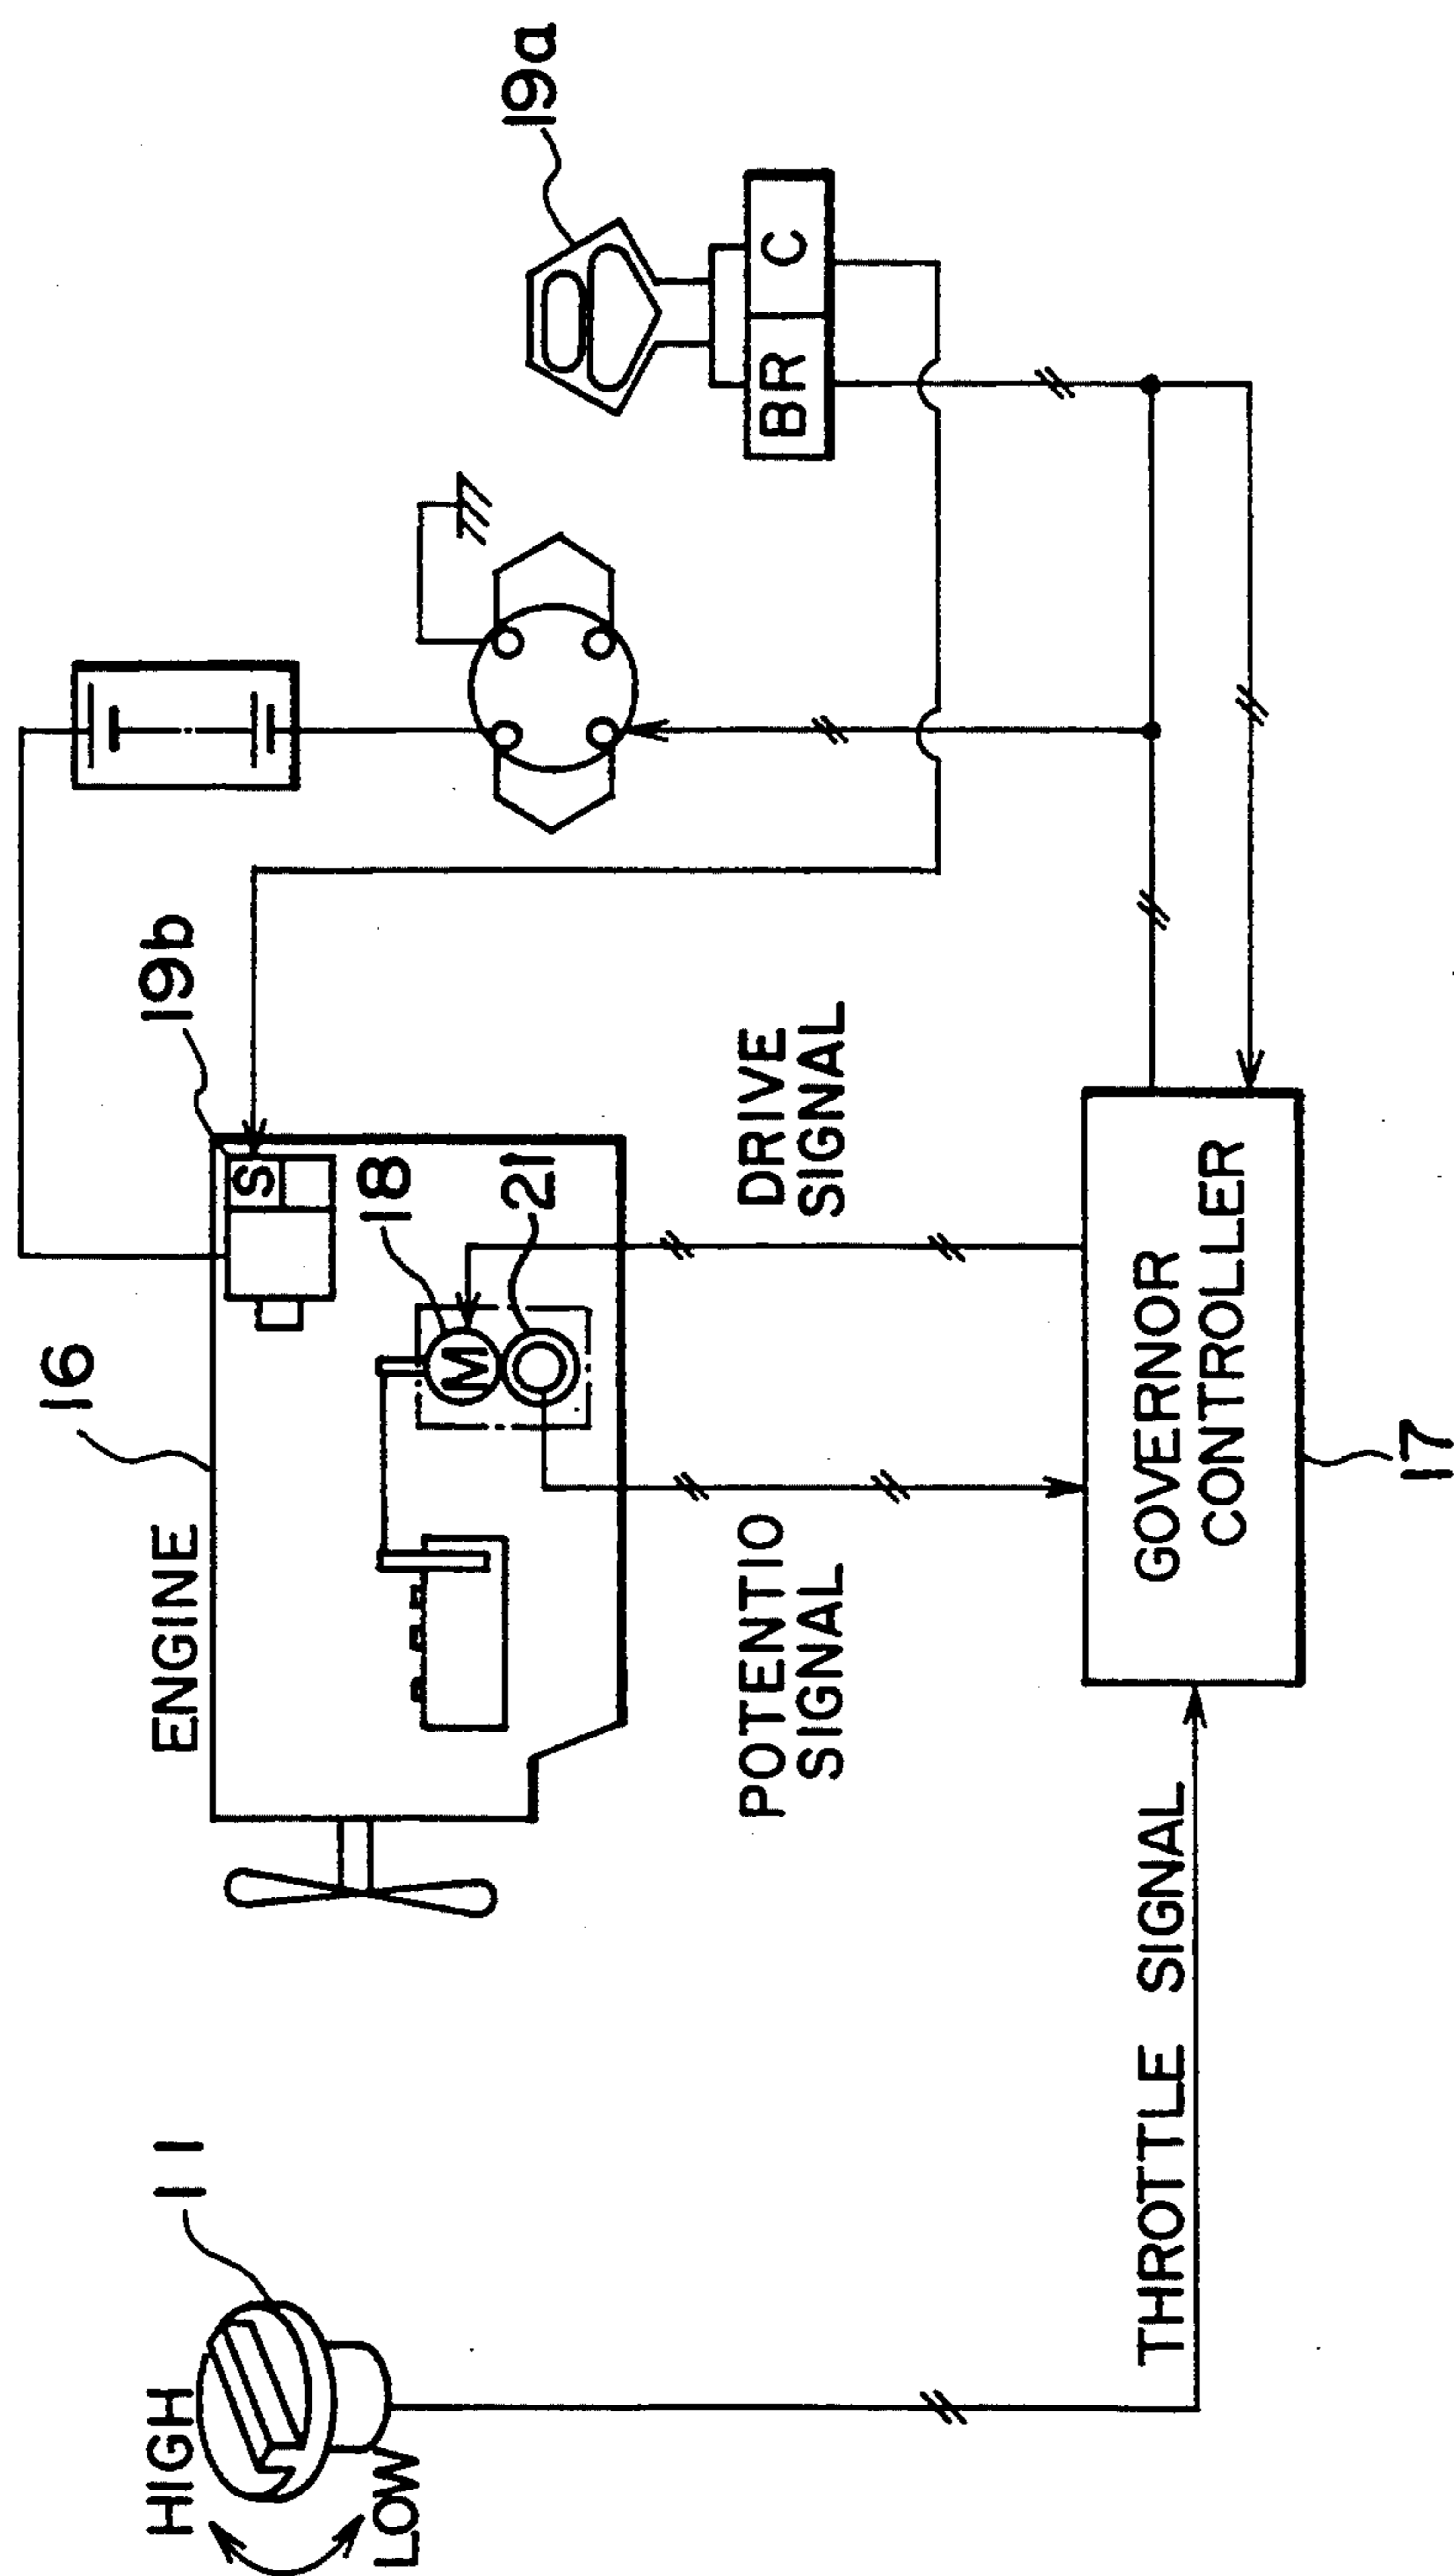 HIGH
LOW
11
ENGINE
16
19b
S
18
M
21
19a
BR
C
POTENTIO
SIGNAL
DRIVE
SIGNAL
THROTTLE SIGNAL
GOVERNOR
CONTROLLER
17